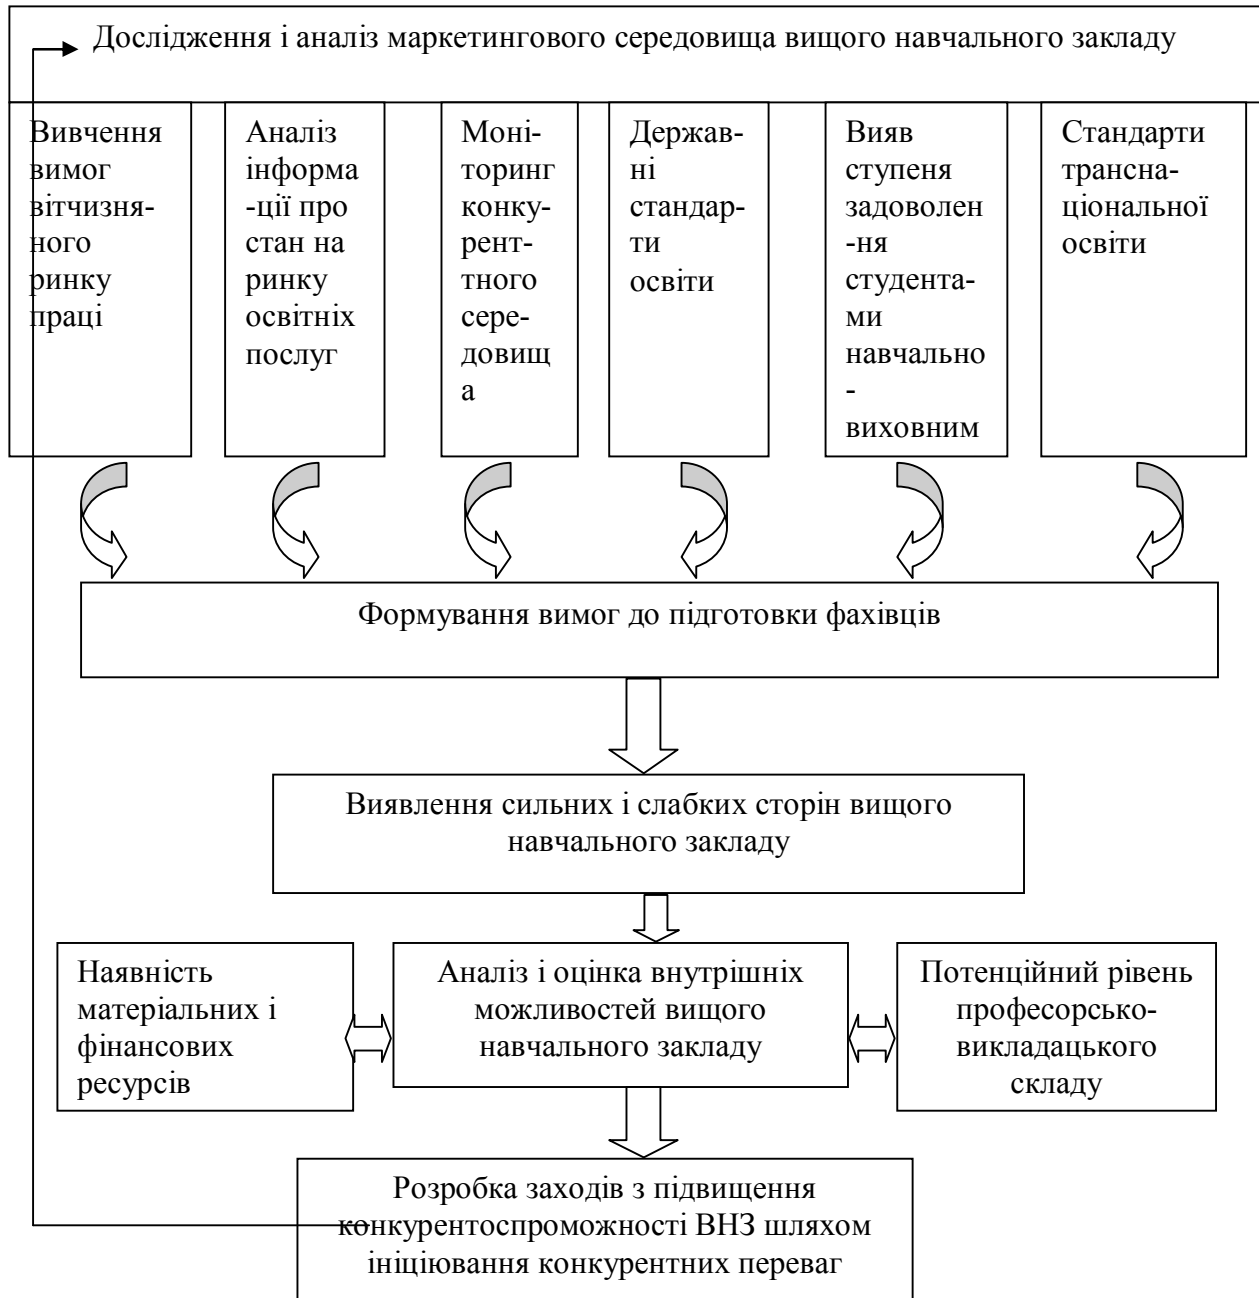 Дослідження і аналіз маркетингового середовища вищого навчального закладу
Вивчення
вимог
вітчизня-
ного
ринку
праці
Аналіз
інформа
-ції про
стан на
ринку
освітніх
послуг
Моні-
торинг
конку-
рент-
тного
сере-
довищ
а
Держав-
ні
стандар-
ти
освіти
Вияв
ступеня
задоволен
-ня
студента-
ми
навчально
-
виховним
Стандарти
трансна-
ціональної
освіти
Формування вимог до підготовки фахівців
Виявлення сильних і слабких сторін вищого
навчального закладу
Наявність
матеріальних і
фінансових
ресурсів
Аналіз і оцінка внутрішніх
можливостей вищого
навчального закладу
Потенційний рівень
професорсько-
викладацького
складу
Розробка заходів з підвищення
конкурентоспроможності ВНЗ шляхом
ініціювання конкурентних переваг